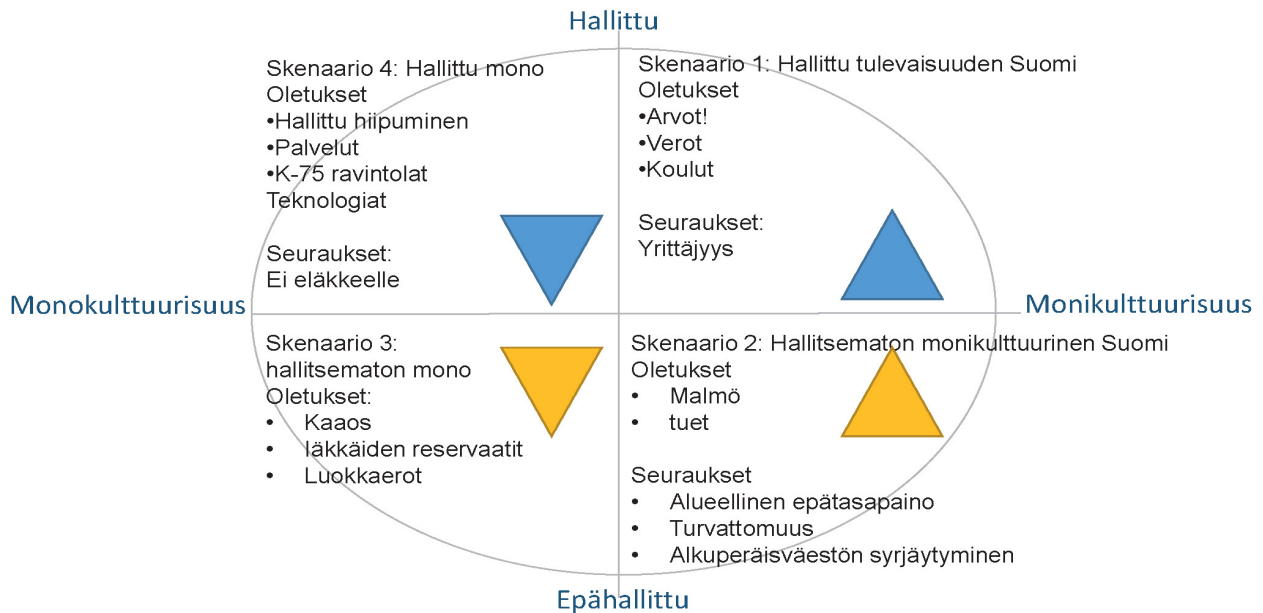 Hallittu
Skenaario 4: Hallittu mono
Oletukset
•Hallittu hiipuminen
•Palvelut
•K-75 ravintolat
Teknologiat
Seuraukset:
Ei eläkkeelle
Skenaario 1: Hallittu tulevaisuuden Suomi
Oletukset
•Arvot!
•Verot
•Koulut
Seuraukset:
Yrittäjyys
Monokulttuurisuus
Monikulttuurisuus
Skenaario 3:
hallitsematon mono
Oletukset:
• Kaaos
• Iäkkäiden reservaatit
• Luokkaerot
Skenaario 2: Hallitsematon monikulttuurinen Suomi
Oletukset
• Malmö
• tuet
Seuraukset
• Alueellinen epätasapaino
• Turvattomuus
• Alkuperäisväestön syrjäytyminen
Epähallittu